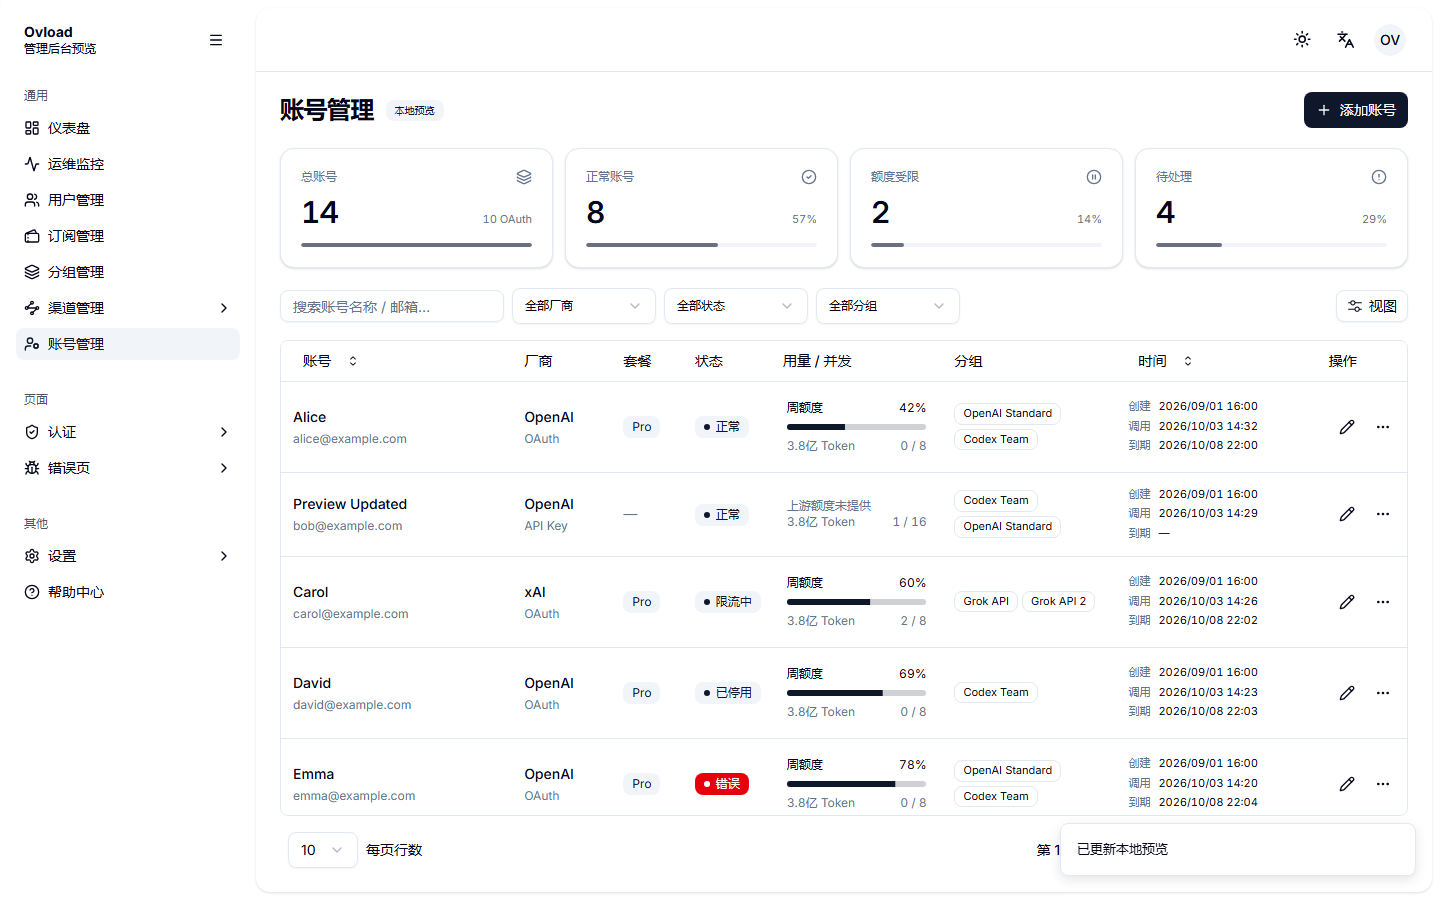 Ovload
管理后台预览
通用
仪表盘
运维监控
用户管理
订阅管理
分组管理
渠道管理
账号管理
页面
认证
错误页
其他
设置
帮助中心
OV
账号管理 本地预览
添加账号
总账号
14
10 OAuth
正常账号
8
57%
额度受限
2
14%
待处理
4
29%
搜索账号名称 / 邮箱...
全部厂商
全部状态
全部分组
视图
账号 厂商 套餐 状态 用量 / 并发 分组 时间 操作
Alice
alice@example.com
OpenAI
OAuth
Pro
正常
周额度 42%
3.8亿 Token 0 / 8
OpenAI Standard
Codex Team
创建 2026/09/01 16:00
调用 2026/10/03 14:32
到期 2026/10/08 22:00
Preview Updated
bob@example.com
OpenAI
API Key
—
正常
上游额度未提供
3.8亿 Token 1 / 16
Codex Team
OpenAI Standard
创建 2026/09/01 16:00
调用 2026/10/03 14:29
到期 —
Carol
carol@example.com
xAI
OAuth
Pro
限流中
周额度 60%
3.8亿 Token 2 / 8
Grok API Grok API 2
创建 2026/09/01 16:00
调用 2026/10/03 14:26
到期 2026/10/08 22:02
David
david@example.com
OpenAI
OAuth
Pro
已停用
周额度 69%
3.8亿 Token 0 / 8
Codex Team
创建 2026/09/01 16:00
调用 2026/10/03 14:23
到期 2026/10/08 22:03
Emma
emma@example.com
OpenAI
OAuth
Pro
错误
周额度 78%
3.8亿 Token 0 / 8
OpenAI Standard
Codex Team
创建 2026/09/01 16:00
调用 2026/10/03 14:20
到期 2026/10/08 22:04
10 每页行数
第 1
已更新本地预览